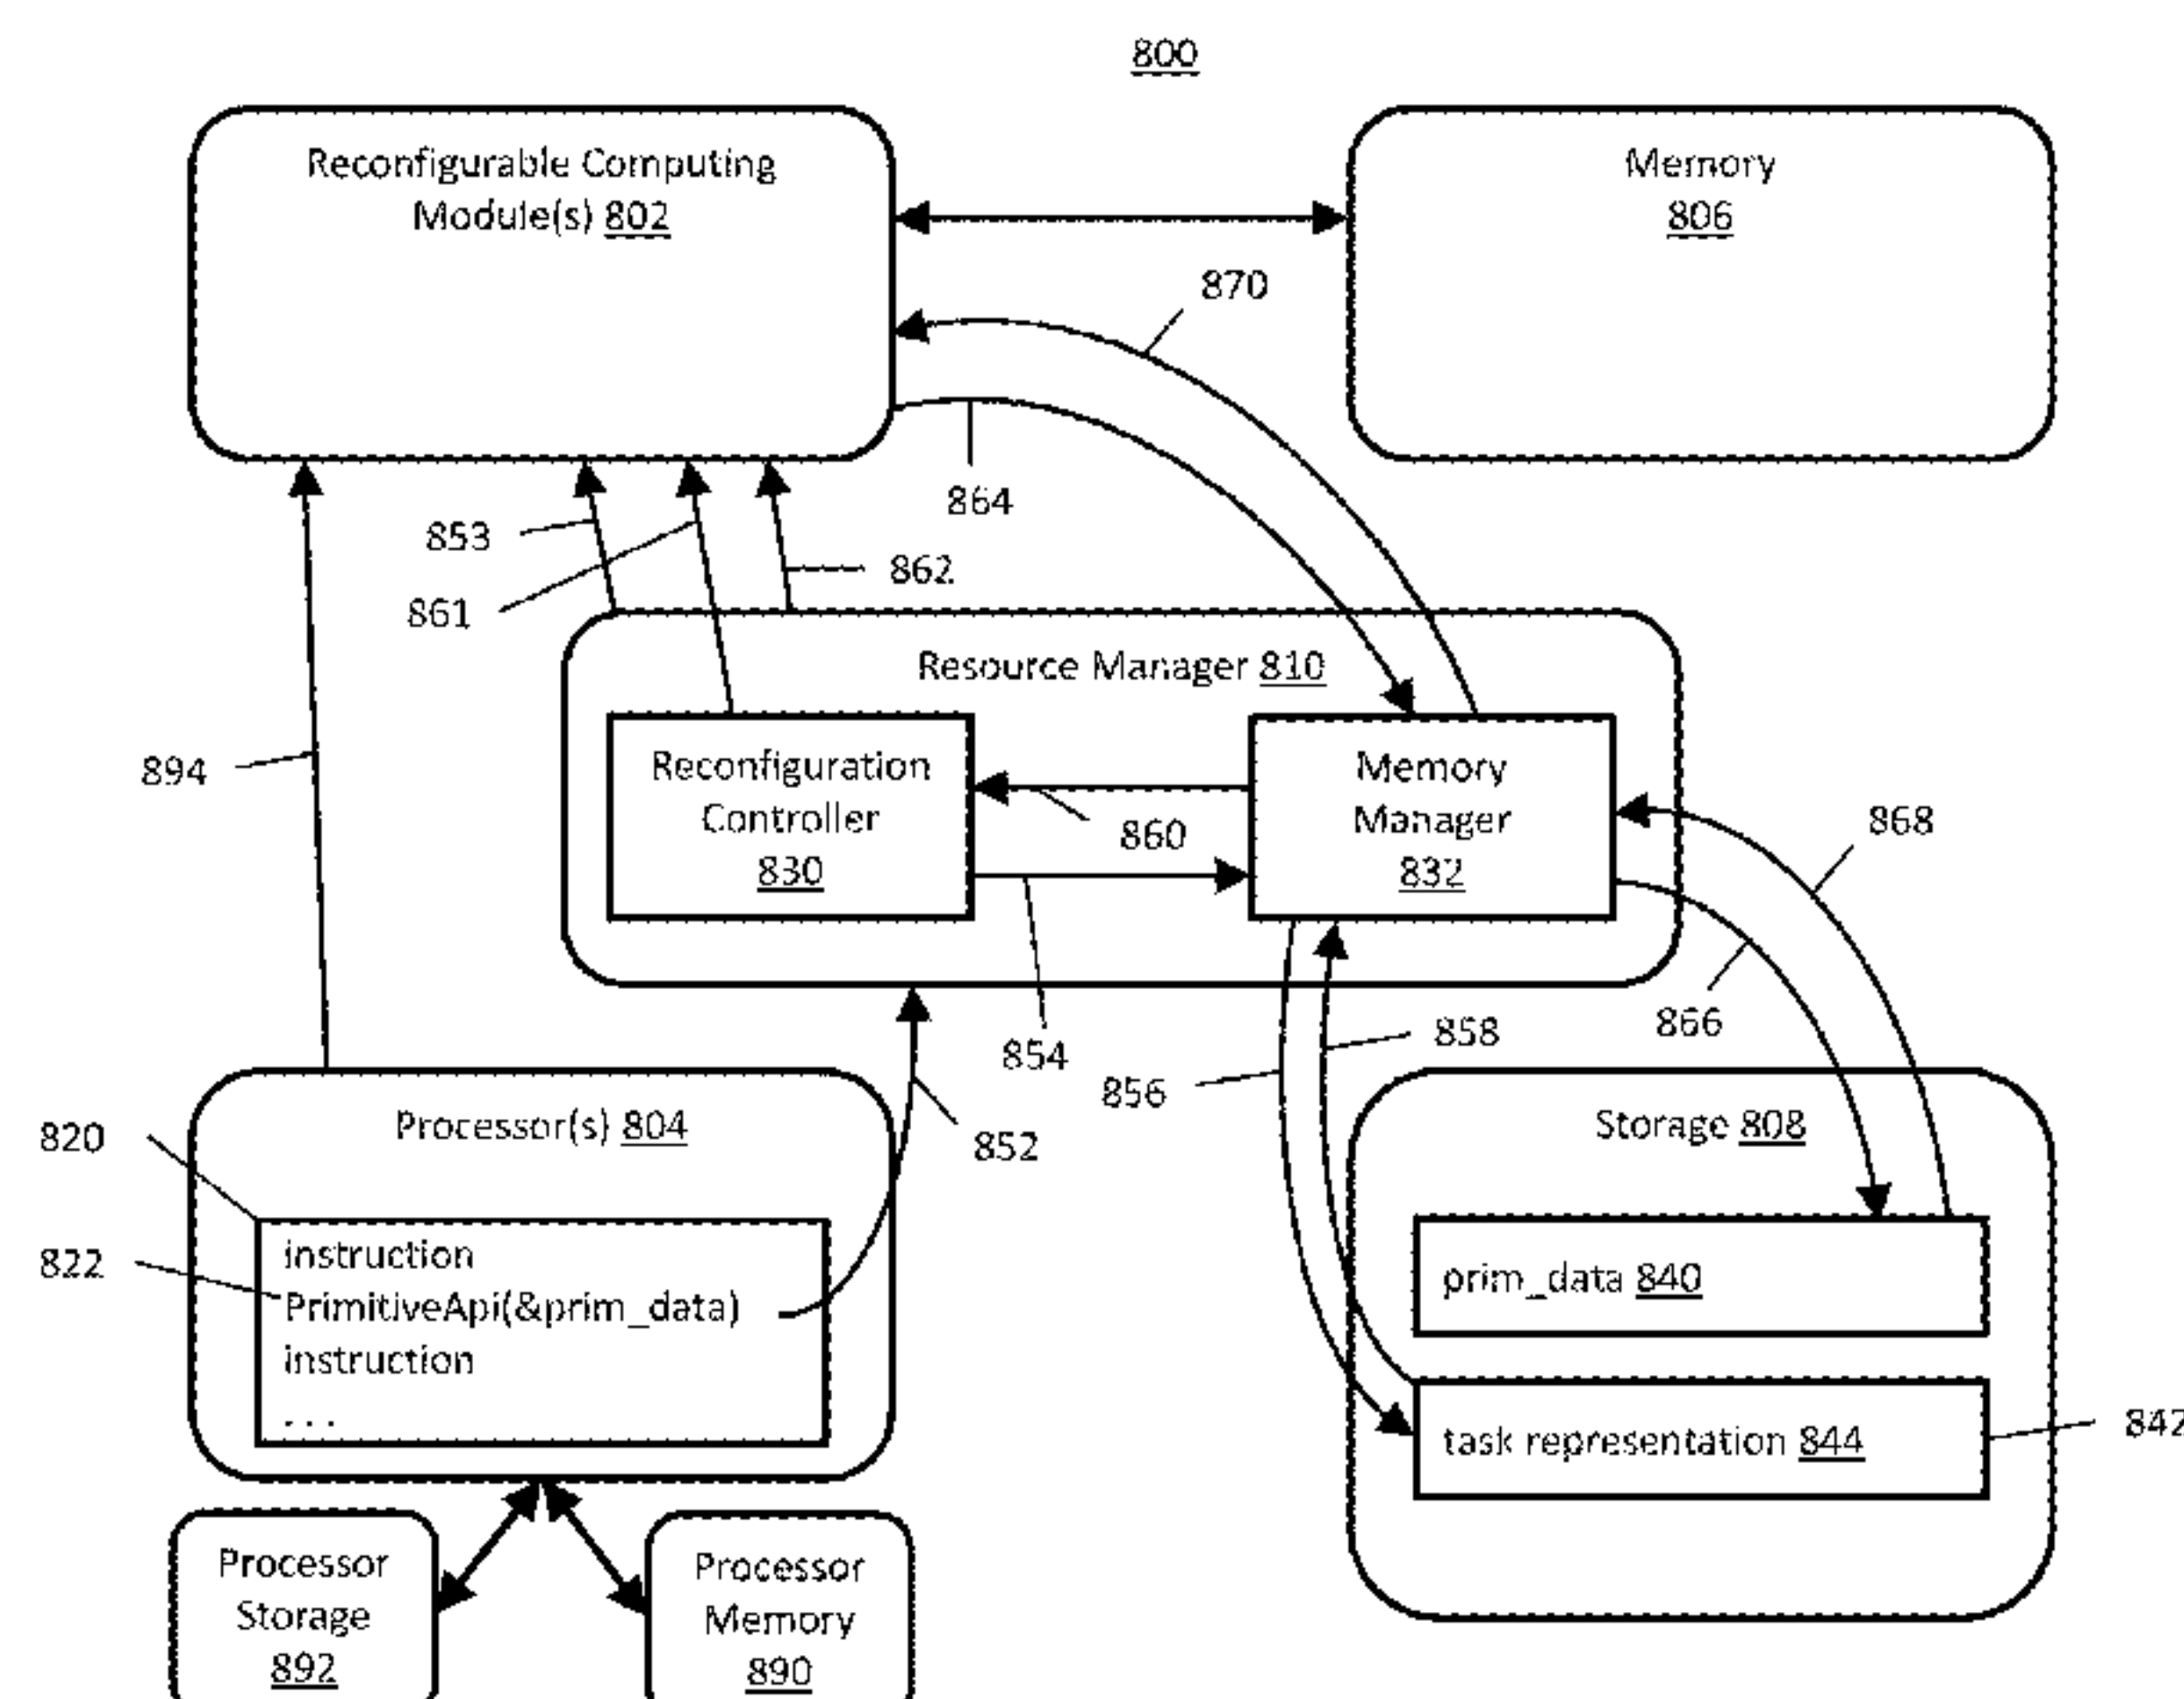 800
Reconfigurable Computing
Module(s) 802
Memory
806
870
864
853
861
862
Resource Manager 810
894
Reconfiguration
Controller
830
860
Memory
Manager
832
868
866
854
858
856
852
820
Processor(s) 804
822
instruction
PrimitiveApi(&prim_data)
instruction
. . .
Storage 808
prim_data 840
task representation 844
842
Processor
Storage
892
Processor
Memory
890